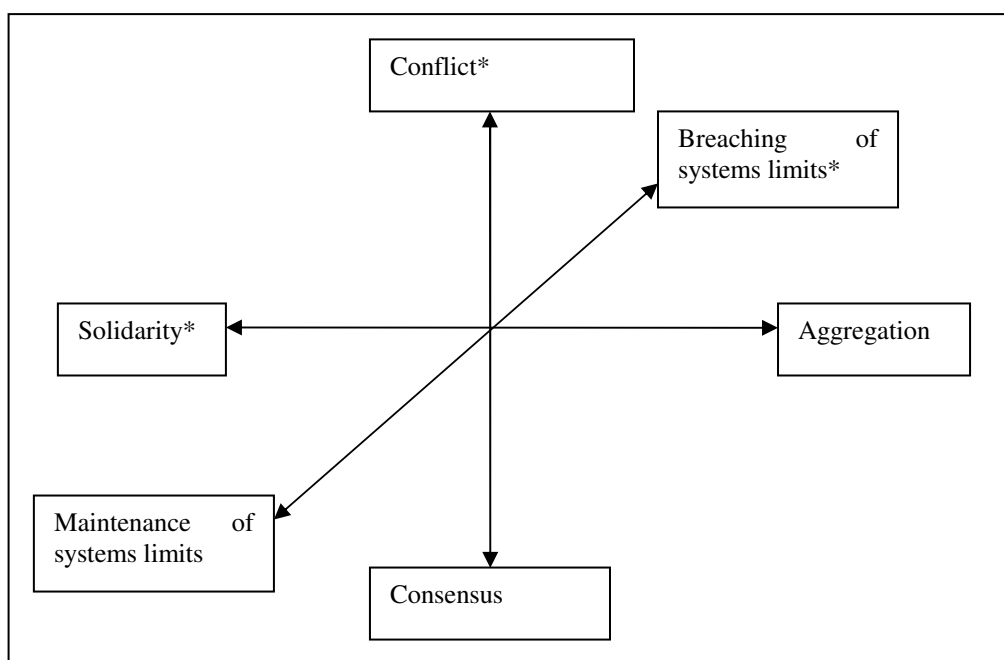 Conflict*
Breaching of
systems limits*
Solidarity*
Aggregation
Maintenance of
systems limits
Consensus